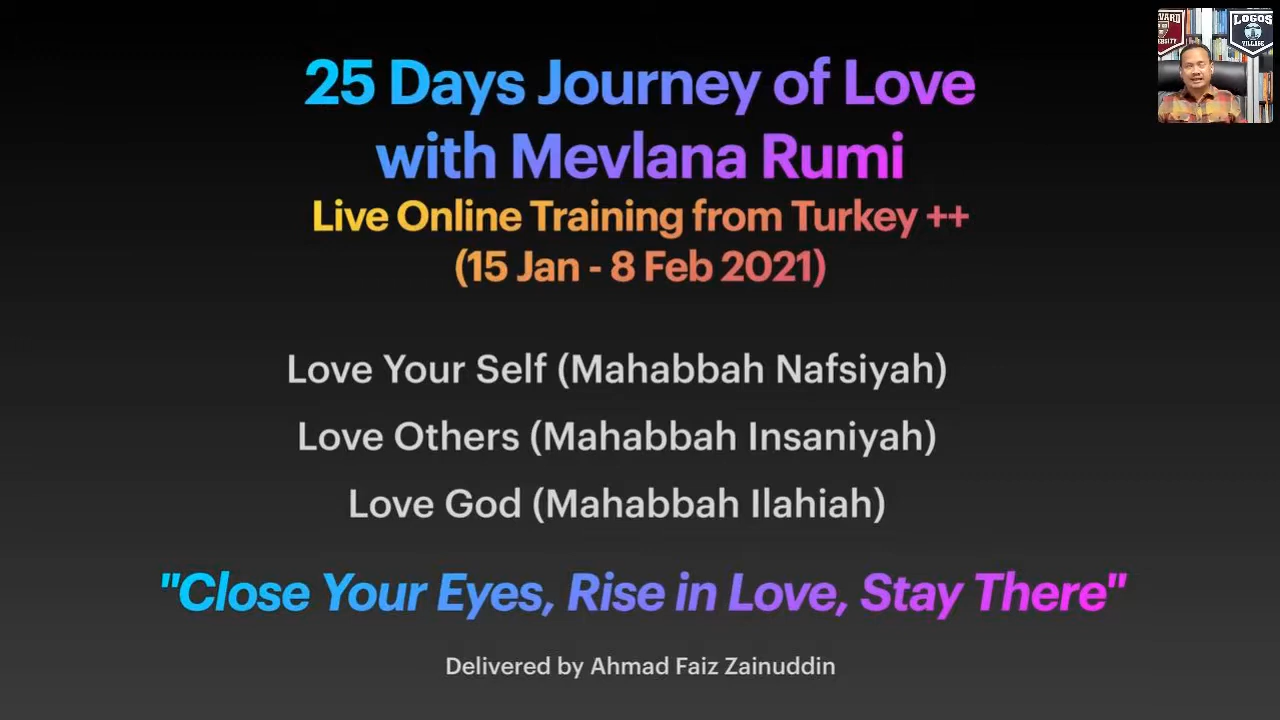 25 Days Journey of Love
with Mevlana Rumi
Live Online Training from Turkey ++
(15 Jan - 8 Feb 2021)
Love Your Self (Mahabbah Nafsiyah)
Love Others (Mahabbah Insaniyah)
Love God (Mahabbah Ilahiah)
"Close Your Eyes, Rise in Love, Stay There"
Delivered by Ahmad Faiz Zainuddin
LOGOS
VILLAGE